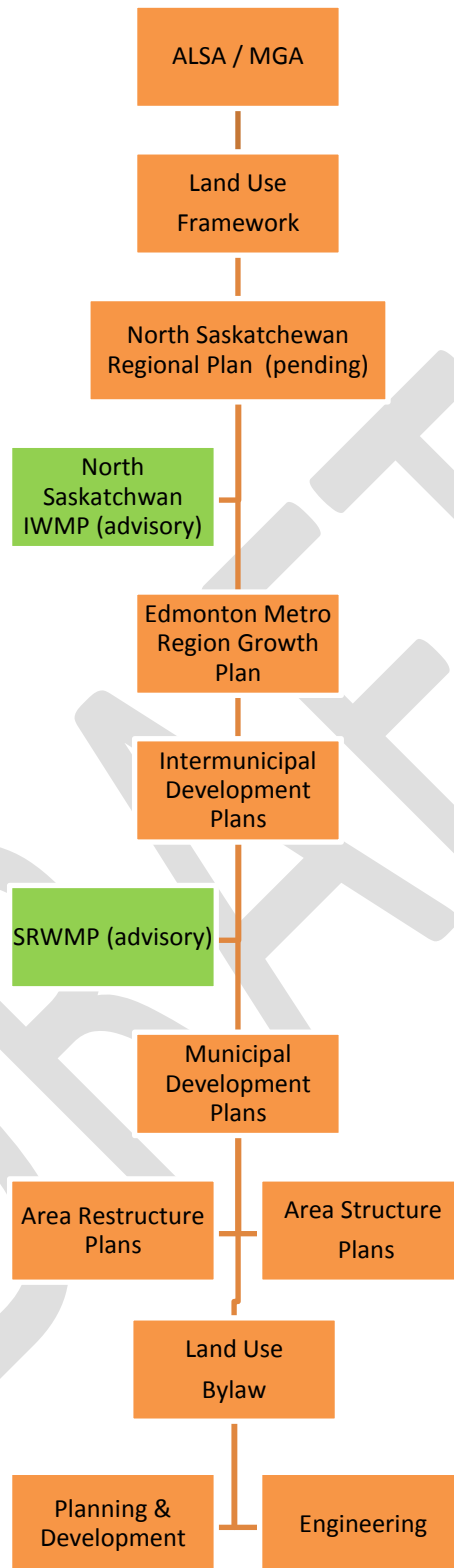 ALSA / MGA
Land Use
Framework
North Saskatchewan
Regional Plan (pending)
North
Saskatchwan
IWMP (advisory)
Edmonton Metro
Region Growth
Plan
Intermunicipal
Development
Plans
SRWMP (advisory)
Municipal
Development
Plans
Area Restructure
Plans
Area Structure
Plans
Land Use
Bylaw
Planning &
Development
Engineering
DRAFT